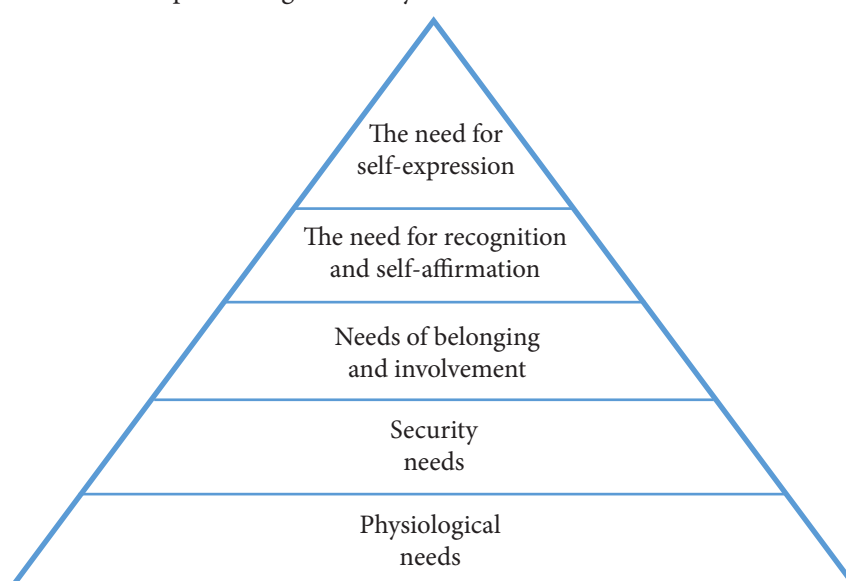 The need for
self-expression
The need for recognition
and self-affirmation
Needs of belonging
and involvement
Security
needs
Physiological
needs